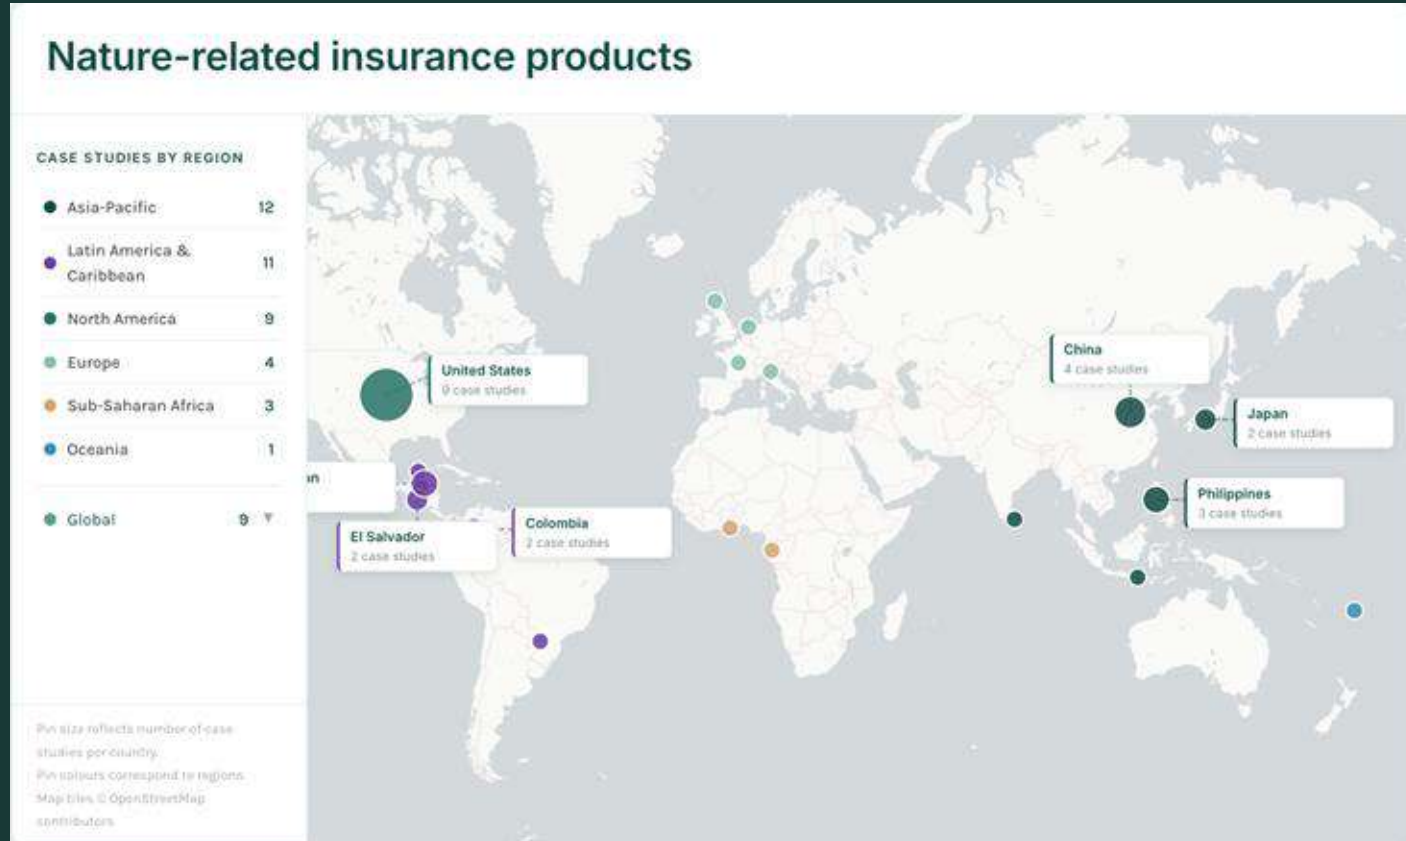 Nature-related insurance products
CASE STUDIES BY REGION
Asia-Pacific 12
Latin America &
Caribbean 11
North America 9
Europe 4
Sub-Saharan Africa 3
Oceania 1
Global 9 ▼
Pin size reflects number of case
studies per country.
Pin colours correspond to regions.
Map tiles © OpenStreetMap
contributors
United States
9 case studies
an
El Salvador
2 case studies
Colombia
2 case studies
China
4 case studies
Japan
2 case studies
Philippines
3 case studies